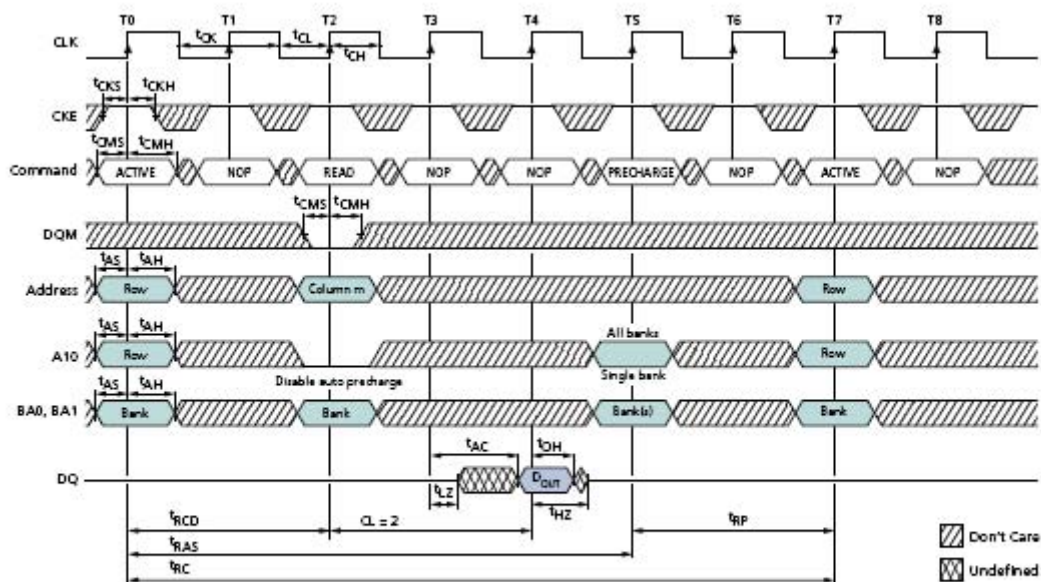 T0 T1 T2 T3 T4 T5 T6 T7 T8
CLK tCK tCL tCH
tCKS tCKH
CKE
tCMS tCMH
Command ACTIVE NOP READ NOP NOP PRECHARGE NOP ACTIVE NOP
tCMS tCMH
DQM
tAS tAH
Address Row Column m Row
tAS tAH All banks
A10 Row Row
Disable auto precharge Single bank
tAS tAH
BA0, BA1 Bank Bank Bank(s) Bank
tAC tOH
DQ DOUT
tLZ tHZ
tRCD CL = 2 tRP
tRAS
tRC
Don't Care
Undefined